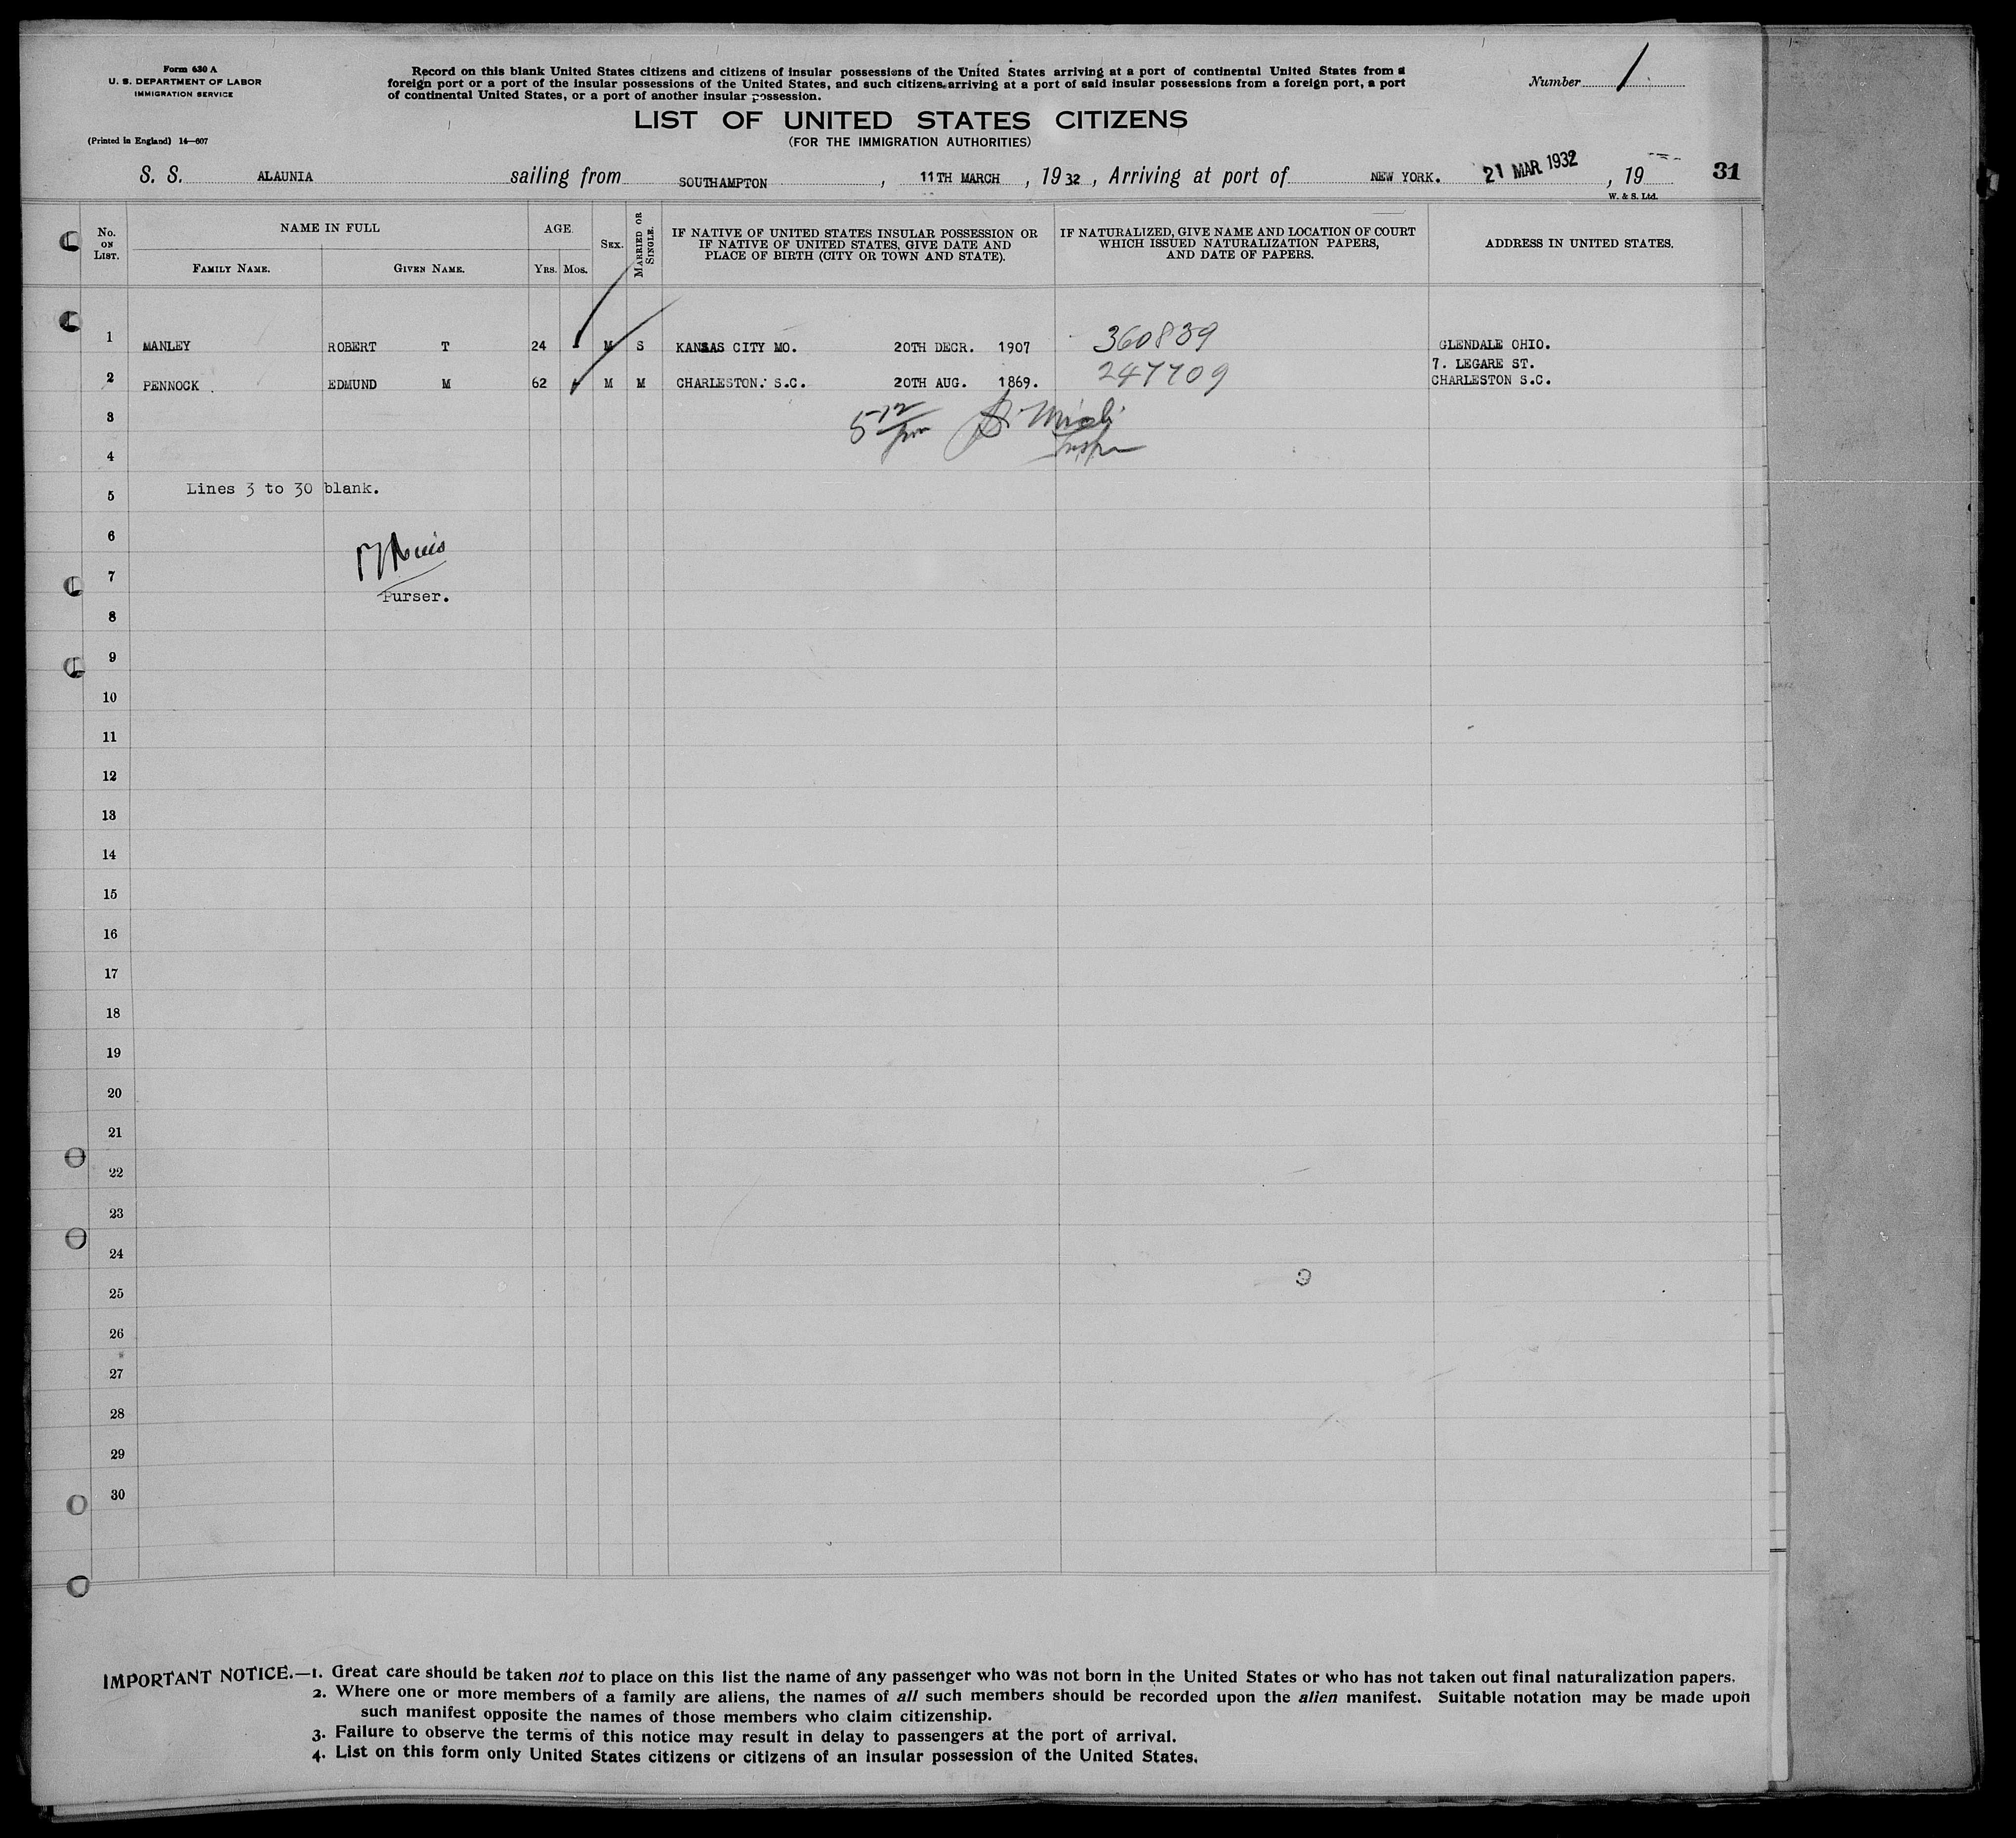 Form 630 A
U. S. DEPARTMENT OF LABOR
IMMIGRATION SERVICE
(Printed in England) 14—607
Record on this blank United States citizens and citizens of insular possessions of the United States arriving at a port of continental United States from a
foreign port or a port of the insular possessions of the United States, and such citizens arriving at a port of said insular possessions from a foreign port, a port
of continental United States, or a port of another insular possession.
Number 1
LIST OF UNITED STATES CITIZENS
(FOR THE IMMIGRATION AUTHORITIES)
S. S. ALAUNIA sailing from SOUTHAMPTON, 11TH MARCH, 1932, Arriving at port of NEW YORK. 21 MAR 1932, 19 31
W. & S. Ltd.
No. ON LIST. NAME IN FULL AGE. SEX. MARRIED OR SINGLE. IF NATIVE OF UNITED STATES INSULAR POSSESSION OR IF NATIVE OF UNITED STATES, GIVE DATE AND PLACE OF BIRTH (CITY OR TOWN AND STATE). IF NATURALIZED, GIVE NAME AND LOCATION OF COURT WHICH ISSUED NATURALIZATION PAPERS, AND DATE OF PAPERS. ADDRESS IN UNITED STATES.
FAMILY NAME. GIVEN NAME. YRS. MOS.
1 MANLEY ROBERT T 24 M S KANSAS CITY MO. 20TH DECR. 1907 360839 GLENDALE OHIO.
7. LEGARE ST.
2 PENNOCK EDMUND M 62 M M CHARLESTON. S.C. 20TH AUG. 1869. 247709 CHARLESTON S.C.
3
4
5 Lines 3 to 30 blank.
6
7
Purser.
8
9
10
11
12
13
14
15
16
17
18
19
20
21
22
23
24
25
26
27
28
29
30
IMPORTANT NOTICE.—1. Great care should be taken not to place on this list the name of any passenger who was not born in the United States or who has not taken out final naturalization papers.
2. Where one or more members of a family are aliens, the names of all such members should be recorded upon the alien manifest. Suitable notation may be made upon
such manifest opposite the names of those members who claim citizenship.
3. Failure to observe the terms of this notice may result in delay to passengers at the port of arrival.
4. List on this form only United States citizens or citizens of an insular possession of the United States.